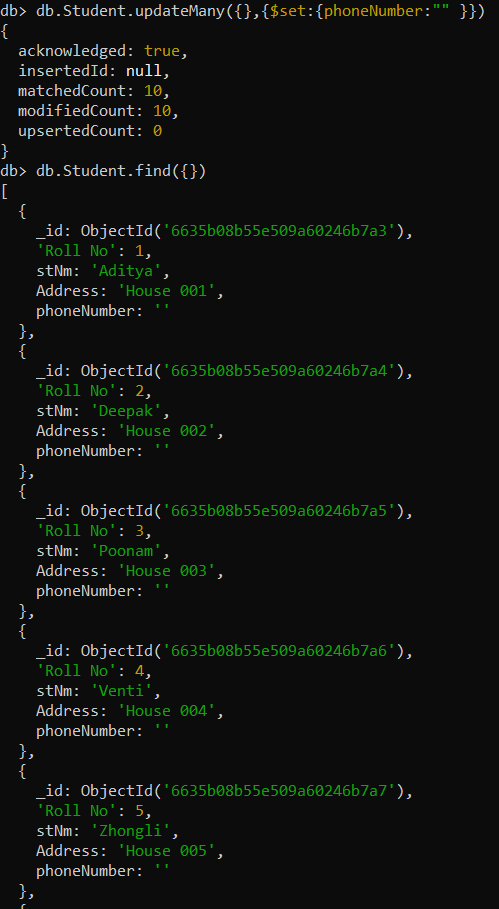 db> db.Student.updateMany({},{$set:{phoneNumber:"" }})
{
  acknowledged: true,
  insertedId: null,
  matchedCount: 10,
  modifiedCount: 10,
  upsertedCount: 0
}
db> db.Student.find({})
[
  {
    _id: ObjectId('6635b08b55e509a60246b7a3'),
    'Roll No': 1,
    stNm: 'Aditya',
    Address: 'House 001',
    phoneNumber: ''
  },
  {
    _id: ObjectId('6635b08b55e509a60246b7a4'),
    'Roll No': 2,
    stNm: 'Deepak',
    Address: 'House 002',
    phoneNumber: ''
  },
  {
    _id: ObjectId('6635b08b55e509a60246b7a5'),
    'Roll No': 3,
    stNm: 'Poonam',
    Address: 'House 003',
    phoneNumber: ''
  },
  {
    _id: ObjectId('6635b08b55e509a60246b7a6'),
    'Roll No': 4,
    stNm: 'Venti',
    Address: 'House 004',
    phoneNumber: ''
  },
  {
    _id: ObjectId('6635b08b55e509a60246b7a7'),
    'Roll No': 5,
    stNm: 'Zhongli',
    Address: 'House 005',
    phoneNumber: ''
  },
  {